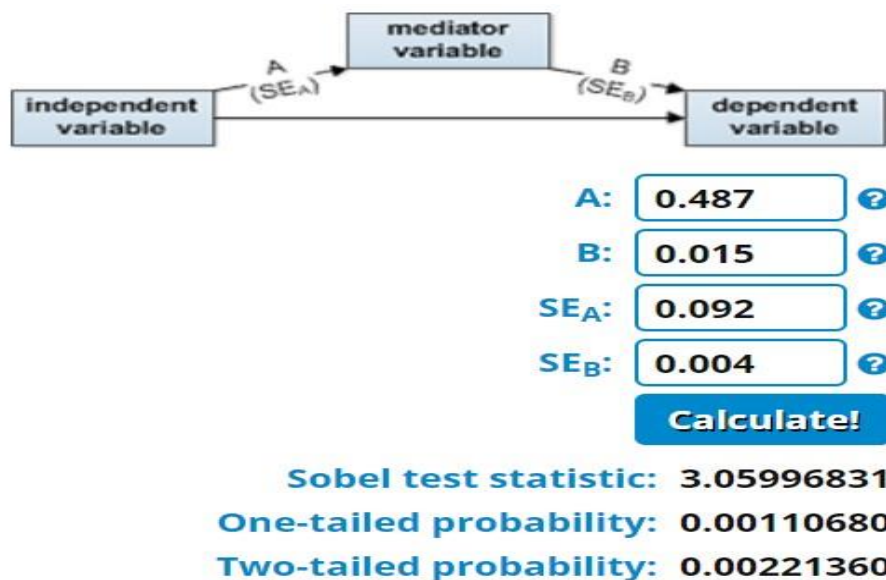 mediator
variable
A
(SEA)
B
(SEB)
independent
variable
dependent
variable
A: 0.487 ?
B: 0.015 ?
SEA: 0.092 ?
SEB: 0.004 ?
Calculate!
Sobel test statistic: 3.05996831
One-tailed probability: 0.00110680
Two-tailed probability: 0.00221360